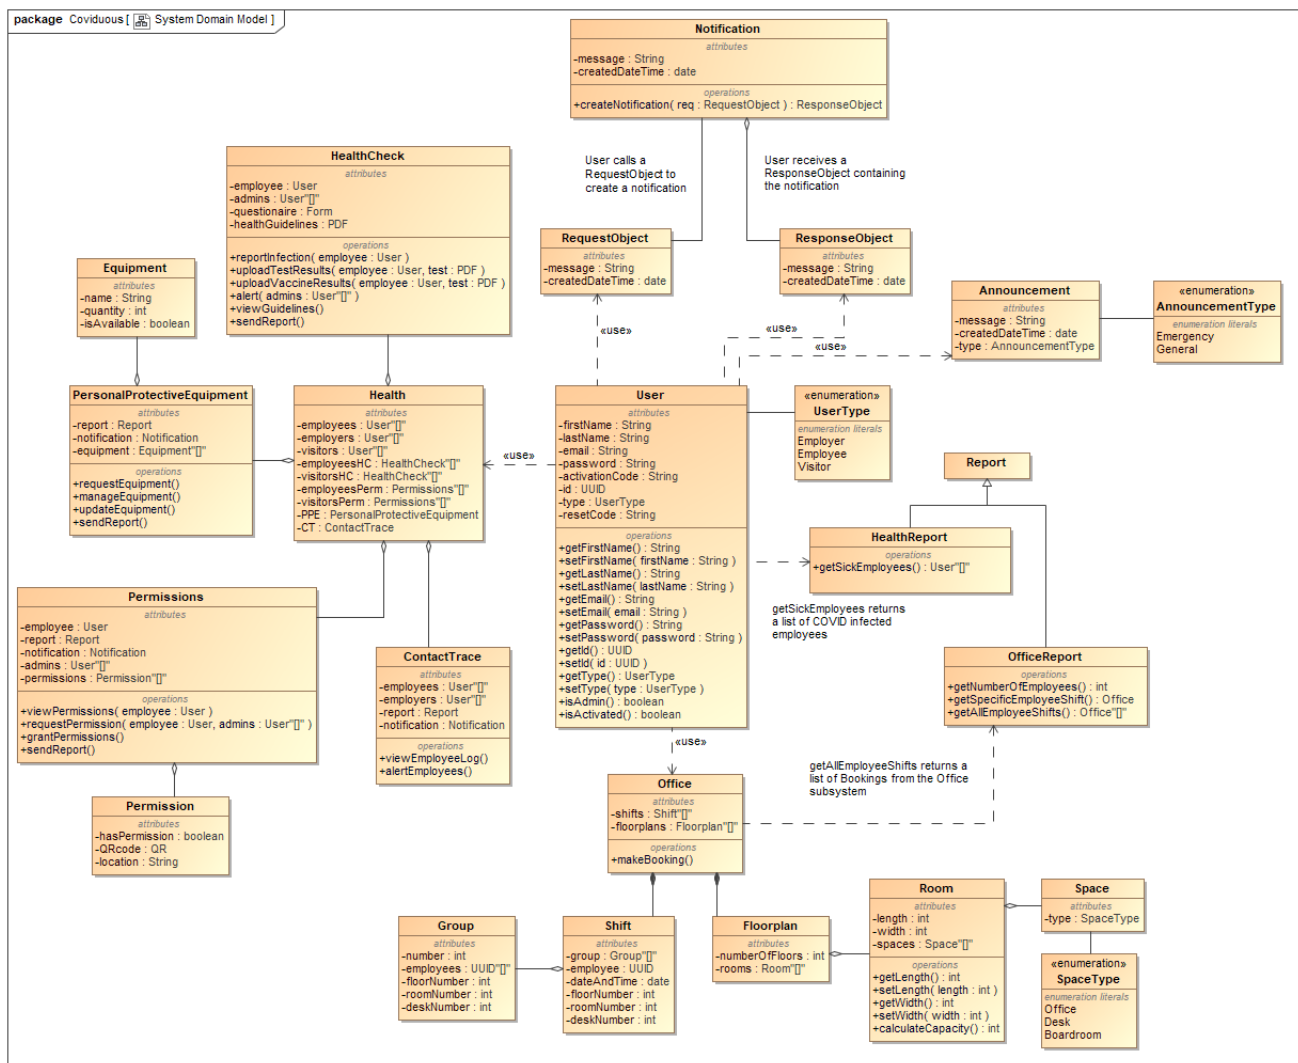 package Coviduous [ System Domain Model ]
Notification
attributes
-message : String
-createdDateTime : date
operations
+createNotification( req : RequestObject ) : ResponseObject
User calls a
RequestObject to
create a notification
User receives a
ResponseObject containing
the notification
HealthCheck
attributes
-employee : User
-admins : User"[]"
-questionaire : Form
-healthGuidelines : PDF
operations
+reportInfection( employee : User )
+uploadTestResults( employee : User, test : PDF )
+uploadVaccineResults( employee : User, test : PDF )
+alert( admins : User"[]" )
+viewGuidelines()
+sendReport()
RequestObject
attributes
-message : String
-createdDateTime : date
ResponseObject
attributes
-message : String
-createdDateTime : date
Equipment
attributes
-name : String
-quantity : int
-isAvailable : boolean
Announcement
attributes
-message : String
-createdDateTime : date
-type : AnnouncementType
«enumeration»
AnnouncementType
enumeration literals
Emergency
General
«use»
«use»
«use»
PersonalProtectiveEquipment
attributes
-report : Report
-notification : Notification
-equipment : Equipment"[]"
operations
+requestEquipment()
+manageEquipment()
+updateEquipment()
+sendReport()
Health
attributes
-employees : User"[]"
-employers : User"[]"
-visitors : User"[]"
-employeesHC : HealthCheck"[]"
-visitorsHC : HealthCheck"[]"
-employeesPerm : Permissions"[]"
-visitorsPerm : Permissions"[]"
-PPE : PersonalProtectiveEquipment
-CT : ContactTrace
«use»
User
attributes
-firstName : String
-lastName : String
-email : String
-password : String
-activationCode : String
-id : UUID
-type : UserType
-resetCode : String
operations
+getFirstName() : String
+setFirstName( firstName : String )
+getLastName() : String
+setLastName( lastName : String )
+getEmail() : String
+setEmail( email : String )
+getPassword() : String
+setPassword( password : String )
+getId() : UUID
+setId( id : UUID )
+getType() : UserType
+setType( type : UserType )
+isAdmin() : boolean
+isActivated() : boolean
«enumeration»
UserType
enumeration literals
Employer
Employee
Visitor
Report
HealthReport
operations
+getSickEmployees() : User"[]"
getSickEmployees returns
a list of COVID infected
employees
Permissions
attributes
-employee : User
-report : Report
-notification : Notification
-admins : User"[]"
-permissions : Permission"[]"
operations
+viewPermissions( employee : User )
+requestPermission( employee : User, admins : User"[]" )
+grantPermissions()
+sendReport()
ContactTrace
attributes
-employees : User"[]"
-employers : User"[]"
-report : Report
-notification : Notification
operations
+viewEmployeeLog()
+alertEmployees()
OfficeReport
operations
+getNumberOfEmployees() : int
+getSpecificEmployeeShift() : Office
+getAllEmployeeShifts() : Office"[]"
«use»
getAllEmployeeShifts returns a
list of Bookings from the Office
subsystem
Permission
attributes
-hasPermission : boolean
-QRcode : QR
-location : String
Office
attributes
-shifts : Shift"[]"
-floorplans : Floorplan"[]"
operations
+makeBooking()
Group
attributes
-number : int
-employees : UUID"[]"
-floorNumber : int
-roomNumber : int
-deskNumber : int
Shift
attributes
-group : Group"[]"
-employee : UUID
-dateAndTime : date
-floorNumber : int
-roomNumber : int
-deskNumber : int
Floorplan
attributes
-numberOfFloors : int
-rooms : Room"[]"
Room
attributes
-length : int
-width : int
-spaces : Space"[]"
operations
+getLength() : int
+setLength( length : int )
+getWidth() : int
+setWidth( width : int )
+calculateCapacity() : int
Space
attributes
-type : SpaceType
«enumeration»
SpaceType
enumeration literals
Office
Desk
Boardroom